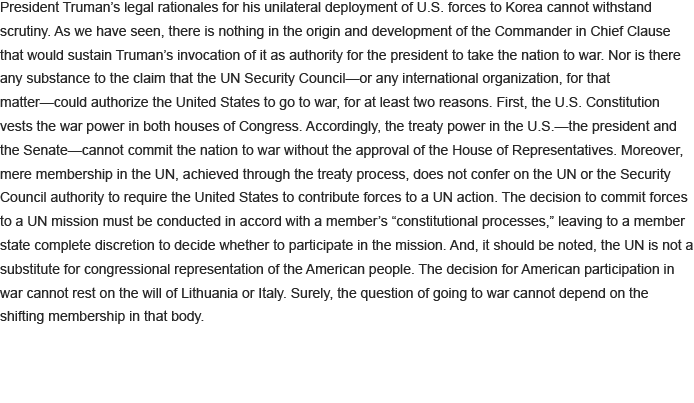 President Truman’s legal rationales for his unilateral deployment of U.S. forces to Korea cannot withstand
scrutiny. As we have seen, there is nothing in the origin and development of the Commander in Chief Clause
that would sustain Truman’s invocation of it as authority for the president to take the nation to war. Nor is there
any substance to the claim that the UN Security Council—or any international organization, for that
matter—could authorize the United States to go to war, for at least two reasons. First, the U.S. Constitution
vests the war power in both houses of Congress. Accordingly, the treaty power in the U.S.—the president and
the Senate—cannot commit the nation to war without the approval of the House of Representatives. Moreover,
mere membership in the UN, achieved through the treaty process, does not confer on the UN or the Security
Council authority to require the United States to contribute forces to a UN action. The decision to commit forces
to a UN mission must be conducted in accord with a member’s “constitutional processes,” leaving to a member
state complete discretion to decide whether to participate in the mission. And, it should be noted, the UN is not a
substitute for congressional representation of the American people. The decision for American participation in
war cannot rest on the will of Lithuania or Italy. Surely, the question of going to war cannot depend on the
shifting membership in that body.